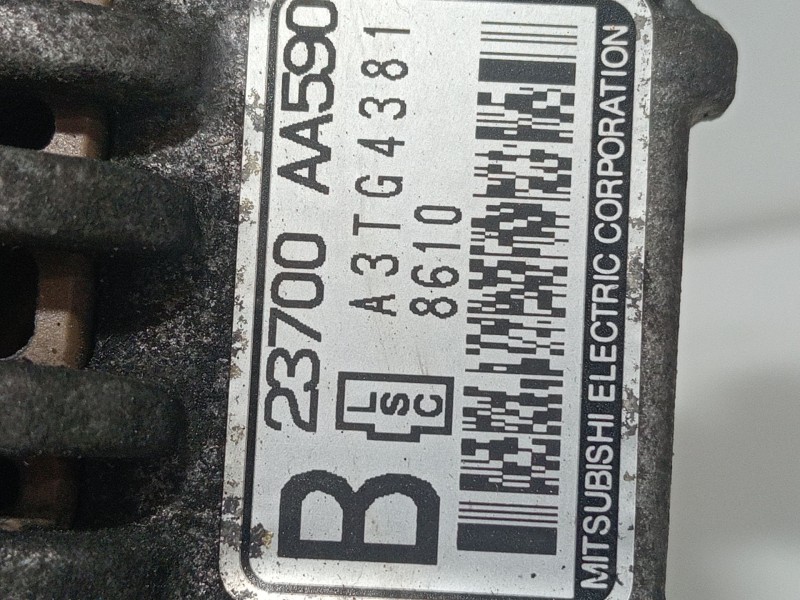 B 23700 AA590
L S C A3TG4381
8610
MITSUBISHI ELECTRIC CORPORATION